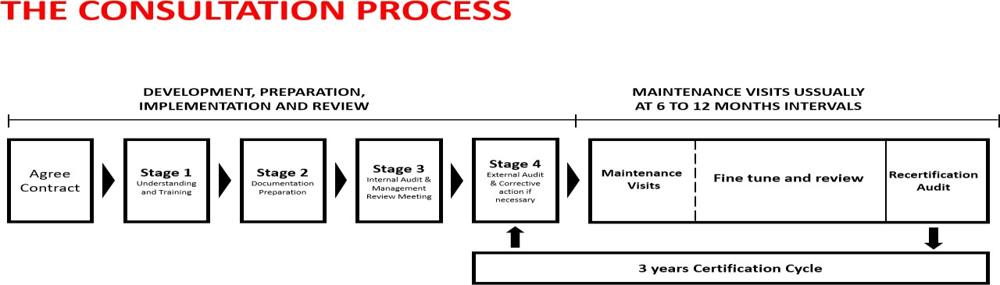 THE CONSULTATION PROCESS
DEVELOPMENT, PREPARATION,
IMPLEMENTATION AND REVIEW
MAINTENANCE VISITS USSUALLY
AT 6 TO 12 MONTHS INTERVALS
Agree
Contract
Stage 1
Understanding
and Training
Stage 2
Documentation
Preparation
Stage 3
Internal Audit &
Management
Review Meeting
Stage 4
External Audit
& Corrective
action if
necessary
Maintenance
Visits
Fine tune and review
Recertification
Audit
3 years Certification Cycle